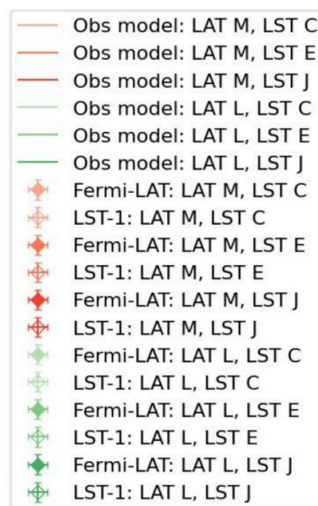 Obs model: LAT M, LST C
Obs model: LAT M, LST E
Obs model: LAT M, LST J
Obs model: LAT L, LST C
Obs model: LAT L, LST E
Obs model: LAT L, LST J
Fermi-LAT: LAT M, LST C
LST-1: LAT M, LST C
Fermi-LAT: LAT M, LST E
LST-1: LAT M, LST E
Fermi-LAT: LAT M, LST J
LST-1: LAT M, LST J
Fermi-LAT: LAT L, LST C
LST-1: LAT L, LST C
Fermi-LAT: LAT L, LST E
LST-1: LAT L, LST E
Fermi-LAT: LAT L, LST J
LST-1: LAT L, LST J